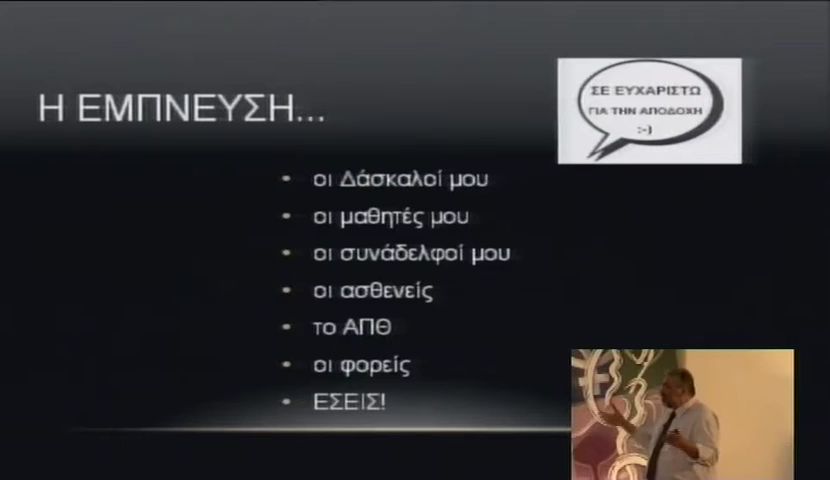 Η ΕΜΠΝΕΥΣΗ...
ΣΕ ΕΥΧΑΡΙΣΤΩ
ΓΙΑ ΤΗΝ ΑΠΟΔΟΧΗ
:-)
• οι Δάσκαλοί μου
• οι μαθητές μου
• οι συνάδελφοί μου
• οι ασθενείς
• το ΑΠΘ
• οι φορείς
• ΕΣΕΙΣ!